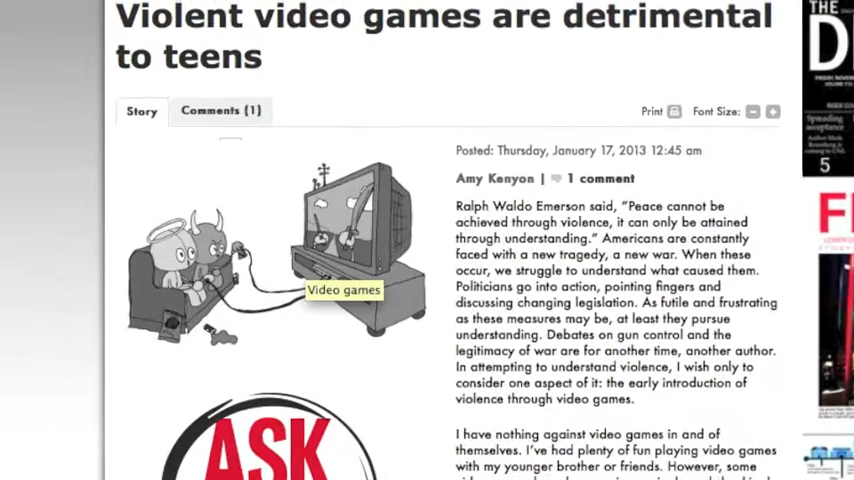 Violent video games are detrimental
to teens
Story
Comments (1)
Print
Font Size:
Posted: Thursday, January 17, 2013 12:45 am
Amy Kenyon | 1 comment
Ralph Waldo Emerson said, "Peace cannot be
achieved through violence, it can only be attained
through understanding." Americans are constantly
faced with a new tragedy, a new war. When these
occur, we struggle to understand what caused them.
Politicians go into action, pointing fingers and
discussing changing legislation. As futile and frustrating
as these measures may be, at least they pursue
understanding. Debates on gun control and the
legitimacy of war are for another time, another author.
In attempting to understand violence, I wish only to
consider one aspect of it: the early introduction of
violence through video games.
I have nothing against video games in and of
themselves. I've had plenty of fun playing video games
with my younger brother or friends. However, some
Video games
ASK
THE
D
Spreading
acceptance
5
F